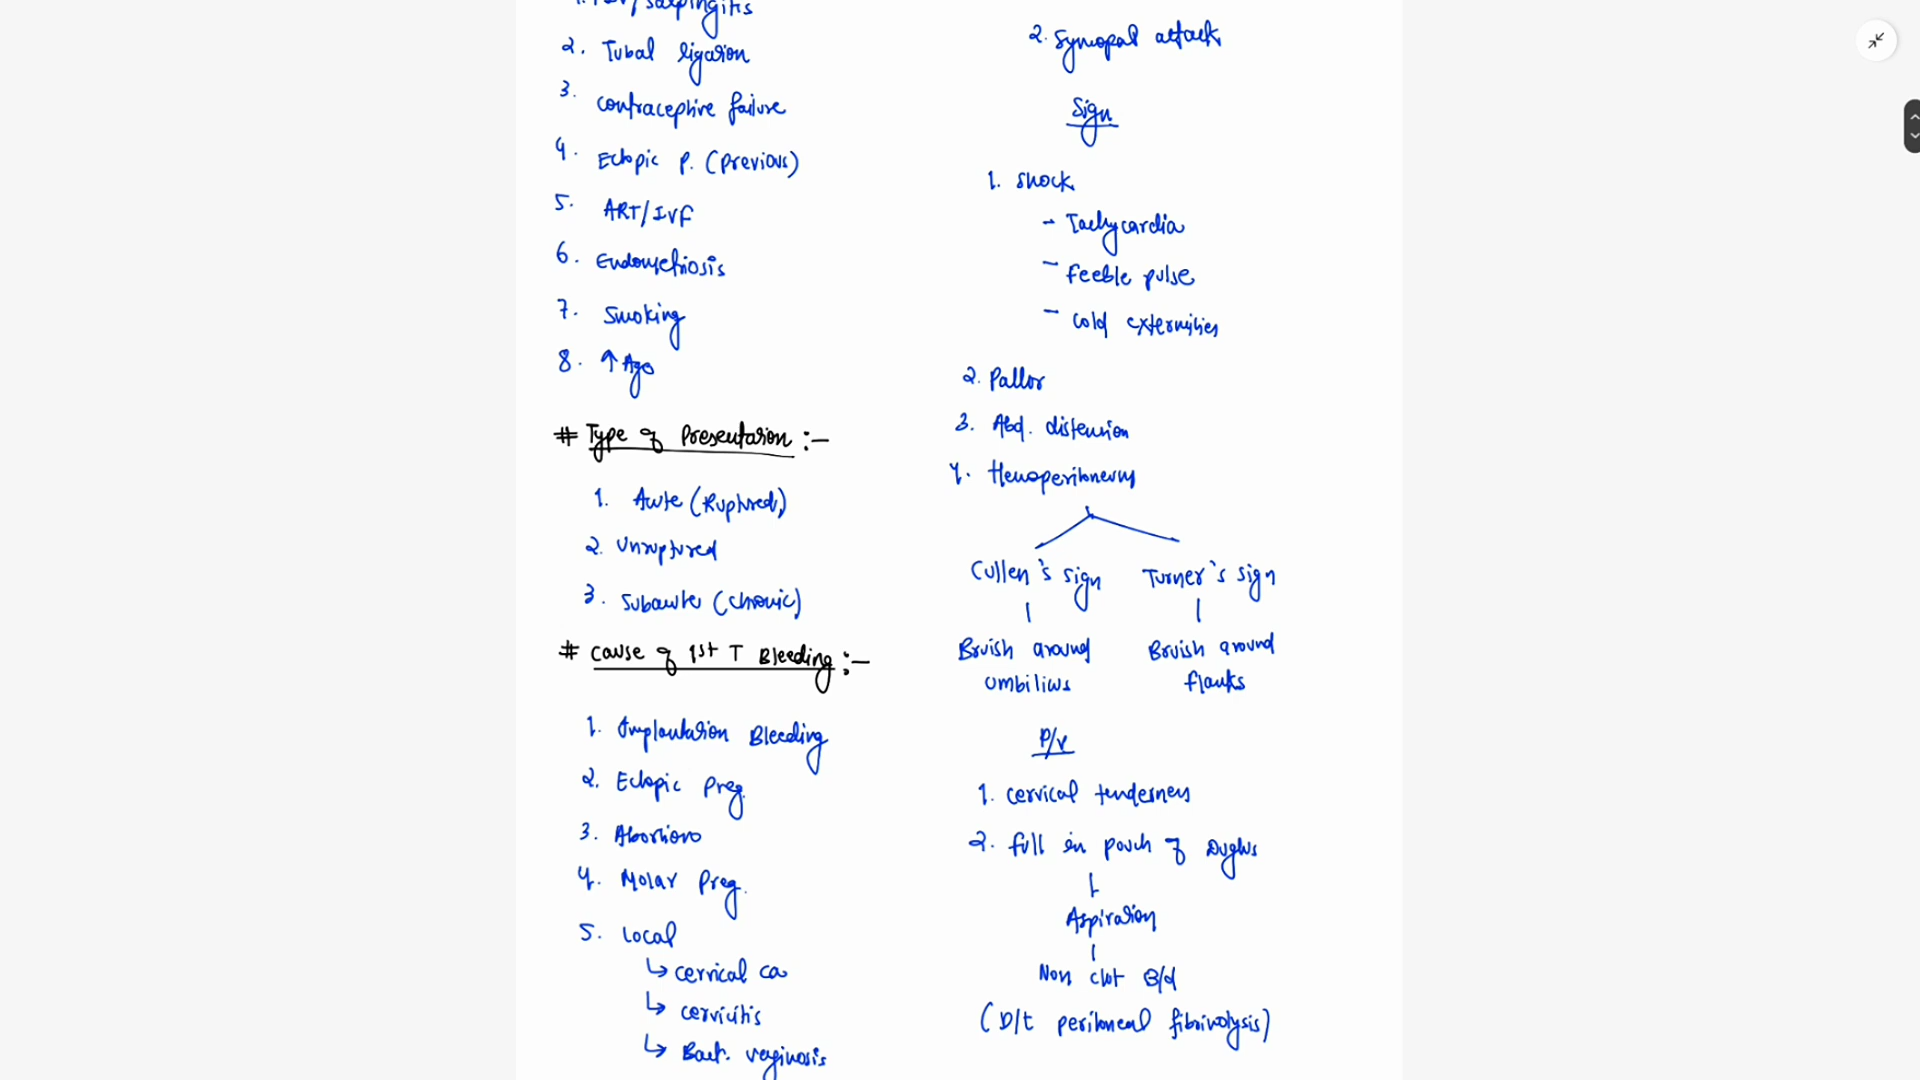 1. PID/Salpingitis
2. Tubal ligation
3. contraceptive failure
4. Ectopic P. (Previous)
5. ART/IVF
6. Endometriosis
7. Smoking
8. ↑ Age
# Type of Presentation :-
1. Acute (Ruptured)
2. Unruptured
3. Subacute (chronic)
# Cause of 1st T Bleeding :-
1. Implantation Bleeding
2. Ectopic Preg.
3. Abortions
4. Molar Preg.
5. Local
↳ cervical ca
↳ cervicitis
↳ Bact. vaginosis
2. Syncopal attack
Sign
1. Shock
- Tachycardia
- feeble pulse
- cold extremities
2. Pallor
3. Abd. distension
4. Hemoperitoneum
Cullen's sign Turner's sign
Bruish around Bruish around
umbilicus flanks
P/V
1. cervical tenderness
2. full in pouch of Duglus
Aspiration
Non clot B/d
(D/t peritoneal fibrinolysis)